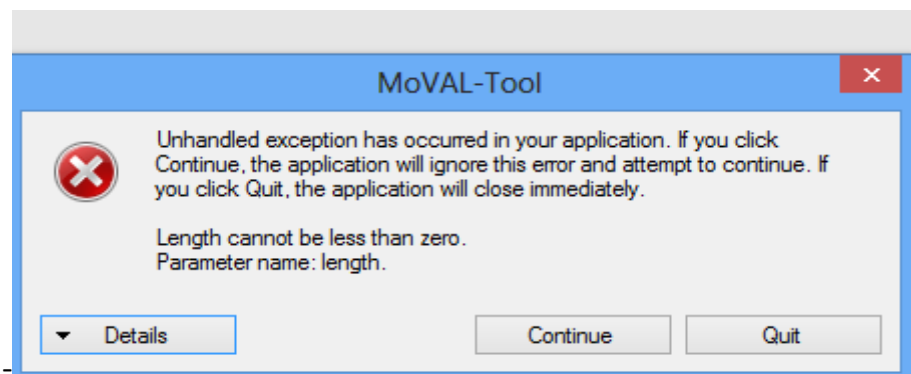 MoVAL-Tool
Unhandled exception has occurred in your application. If you click
Continue, the application will ignore this error and attempt to continue. If
you click Quit, the application will close immediately.
Length cannot be less than zero.
Parameter name: length.
Details
Continue
Quit
-